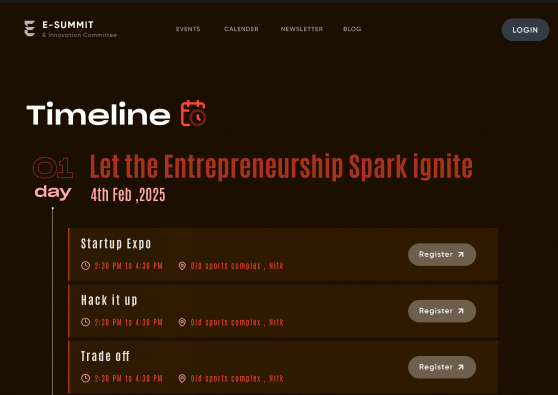 E-SUMMIT
& Innovation Committee
EVENTS CALENDER NEWSLETTER BLOG
LOGIN
Timeline
01
day
Let the Entrepreneurship Spark ignite
4th Feb ,2025
Startup Expo
2:30 PM to 4:30 PM Old sports complex , Nitk
Register
Hack it up
2:30 PM to 4:30 PM Old sports complex , Nitk
Register
Trade off
2:30 PM to 4:30 PM Old sports complex , Nitk
Register